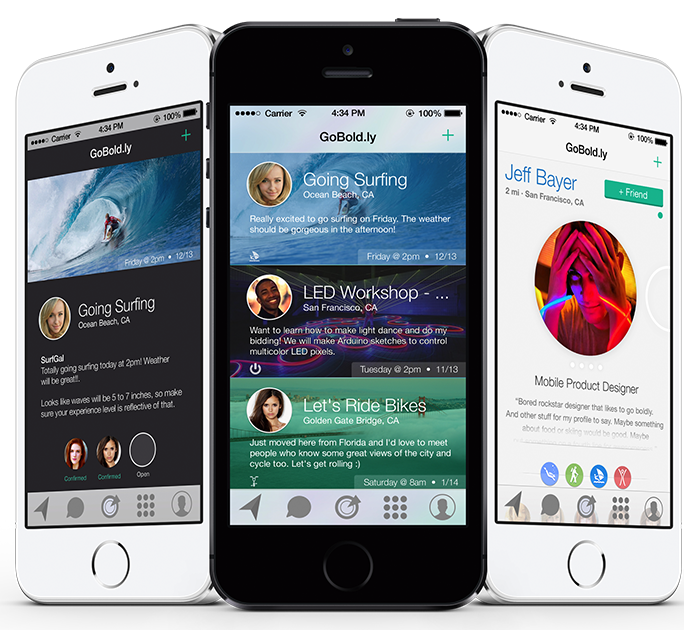 Carrier 4:34 PM 100%
GoBold.ly
+
Friday @ 2pm • 12/13
Going Surfing
Ocean Beach, CA
SurfGal
Totally going surfing today at 2pm! Weather
will be great!!.
Looks like waves will be 5 to 7 inches, so make
sure your experience level is reflective of that.
Confirmed Confirmed Open
Carrier 4:34 PM 100%
GoBold.ly
+
Going Surfing
Ocean Beach, CA
Really excited to go surfing on Friday. The weather
should be gorgeous in the afternoon!
Friday @ 2pm • 12/13
LED Workshop - ...
San Francisco, CA
Want to learn how to make light dance and do my
bidding! We will make Arduino sketches to control
multicolor LED pixels.
Tuesday @ 2pm • 11/13
Let's Ride Bikes
Golden Gate Bridge, CA
Just moved here from Florida and I'd love to meet
people who know some great views of the city and
cycle too. Let's get rolling :)
Saturday @ 8am • 1/14
Carrier 4:34 PM 100%
GoBold.ly
+
Jeff Bayer
2 mi - San Francisco, CA
+ Friend
Mobile Product Designer
"Bored rockstar designer that likes to go boldly.
And other stuff for my profile to say. Maybe something
about food or skiing would be good. Maybe